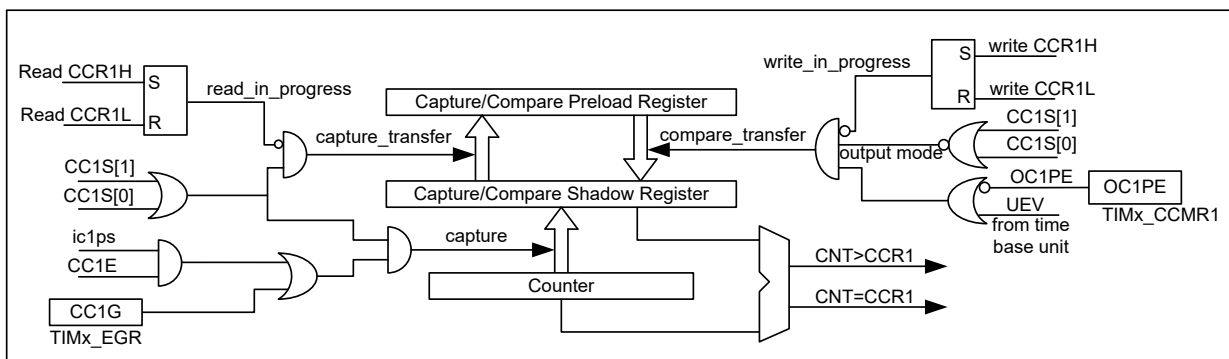 Read CCR1H
S
Read CCR1L
R
read_in_progress
capture_transfer
CC1S[1]
CC1S[0]
ic1ps
CC1E
CC1G
TIMx_EGR
capture
Capture/Compare Preload Register
Capture/Compare Shadow Register
Counter
compare_transfer
write_in_progress
S
write CCR1H
R
write CCR1L
output mode
CC1S[1]
CC1S[0]
OC1PE
OC1PE
TIMx_CCMR1
UEV
from time
base unit
CNT>CCR1
CNT=CCR1